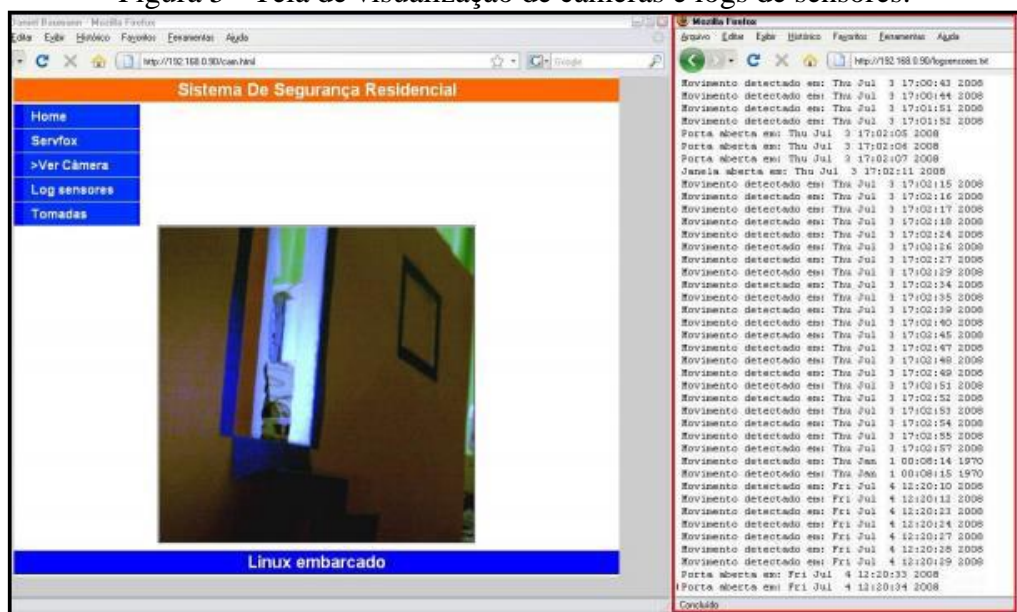 Figura 3 - Tela de visualização de câmeras e logs de sensores.
Daniel Baumann - Mozilla Firefox
Editar Exibir Histórico Favoritos Ferramentas Ajuda
http://192.168.0.90/cam.html
Google
Sistema De Segurança Residencial
Home
Servfox
>Ver Câmera
Log sensores
Tomadas
Linux embarcado
Mozilla Firefox
Arquivo Editar Exibir Histórico Favoritos Ferramentas Ajuda
http://192.168.0.90/logsensores.txt
Movimento detectado em: Thu Jul 3 17:00:43 2008
Movimento detectado em: Thu Jul 3 17:00:44 2008
Movimento detectado em: Thu Jul 3 17:01:51 2008
Movimento detectado em: Thu Jul 3 17:01:52 2008
Porta aberta em: Thu Jul 3 17:02:05 2008
Porta aberta em: Thu Jul 3 17:02:06 2008
Porta aberta em: Thu Jul 3 17:02:07 2008
Janela aberta em: Thu Jul 3 17:02:11 2008
Movimento detectado em: Thu Jul 3 17:02:15 2008
Movimento detectado em: Thu Jul 3 17:02:16 2008
Movimento detectado em: Thu Jul 3 17:02:17 2008
Movimento detectado em: Thu Jul 3 17:02:18 2008
Movimento detectado em: Thu Jul 3 17:02:24 2008
Movimento detectado em: Thu Jul 3 17:02:26 2008
Movimento detectado em: Thu Jul 3 17:02:27 2008
Movimento detectado em: Thu Jul 3 17:02:29 2008
Movimento detectado em: Thu Jul 3 17:02:34 2008
Movimento detectado em: Thu Jul 3 17:02:35 2008
Movimento detectado em: Thu Jul 3 17:02:39 2008
Movimento detectado em: Thu Jul 3 17:02:40 2008
Movimento detectado em: Thu Jul 3 17:02:45 2008
Movimento detectado em: Thu Jul 3 17:02:47 2008
Movimento detectado em: Thu Jul 3 17:02:48 2008
Movimento detectado em: Thu Jul 3 17:02:49 2008
Movimento detectado em: Thu Jul 3 17:02:51 2008
Movimento detectado em: Thu Jul 3 17:02:52 2008
Movimento detectado em: Thu Jul 3 17:02:53 2008
Movimento detectado em: Thu Jul 3 17:02:54 2008
Movimento detectado em: Thu Jul 3 17:02:55 2008
Movimento detectado em: Thu Jul 3 17:02:57 2008
Movimento detectado em: Thu Jan 1 00:08:14 1970
Movimento detectado em: Thu Jan 1 00:08:15 1970
Movimento detectado em: Fri Jul 4 12:20:10 2008
Movimento detectado em: Fri Jul 4 12:20:12 2008
Movimento detectado em: Fri Jul 4 12:20:23 2008
Movimento detectado em: Fri Jul 4 12:20:24 2008
Movimento detectado em: Fri Jul 4 12:20:27 2008
Movimento detectado em: Fri Jul 4 12:20:28 2008
Movimento detectado em: Fri Jul 4 12:20:29 2008
Porta aberta em: Fri Jul 4 12:20:33 2008
Porta aberta em: Fri Jul 4 12:20:34 2008
Concluído